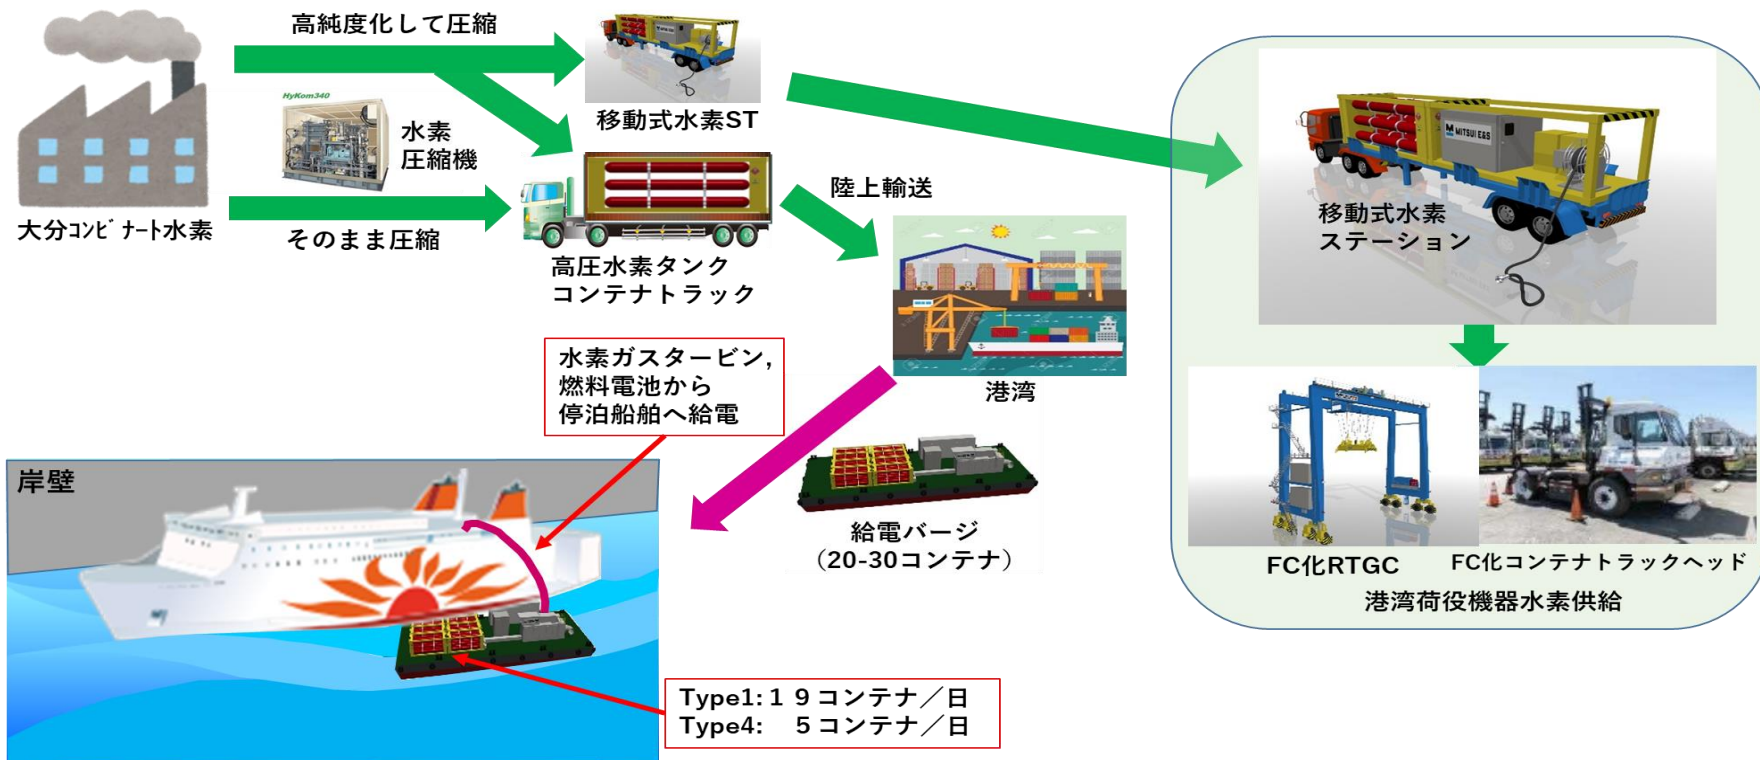 高純度化して圧縮
移動式水素ST
HyKom340
水素
圧縮機
大分ｺﾝﾋﾞﾅｰﾄ水素
そのまま圧縮
高圧水素タンク
コンテナトラック
陸上輸送
MITSUI E&S
移動式水素
ステーション
水素ガスタービン,
燃料電池から
停泊船舶へ給電
港湾
岸壁
給電バージ
（20-30コンテナ）
FC化RTGC
FC化コンテナトラックヘッド
港湾荷役機器水素供給
Type1:１９コンテナ／日
Type4:　５コンテナ／日